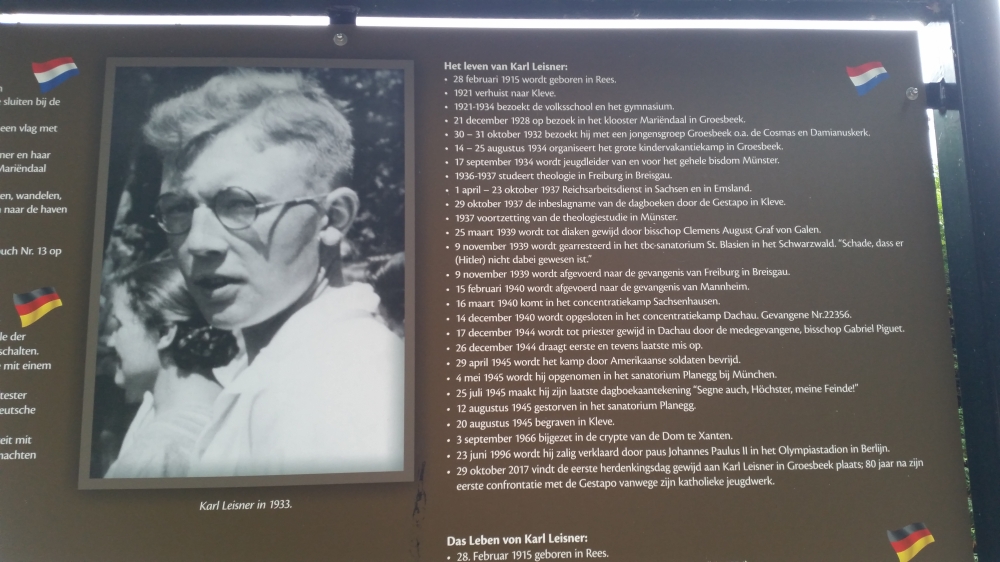 n
sluiten bij de
een vlag met
ner en haar
Mariëndaal
en, wandelen,
naar de haven
uch Nr. 13 op
le der
schalten.
mit einem
tester
eutsche
eit mit
nachten
Karl Leisner in 1933.
Het leven van Karl Leisner:
• 28 februari 1915 wordt geboren in Rees.
• 1921 verhuist naar Kleve.
• 1921-1934 bezoekt de volksschool en het gymnasium.
• 21 december 1928 op bezoek in het klooster Mariëndaal in Groesbeek.
• 30 – 31 oktober 1932 bezoekt hij met een jongensgroep Groesbeek o.a. de Cosmas en Damianuskerk.
• 14 – 25 augustus 1934 organiseert het grote kindervakantiekamp in Groesbeek.
• 17 september 1934 wordt jeugdleider van en voor het gehele bisdom Münster.
• 1936-1937 studeert theologie in Freiburg in Breisgau.
• 1 april – 23 oktober 1937 Reichsarbeitsdienst in Sachsen en in Emsland.
• 29 oktober 1937 de inbeslagname van de dagboeken door de Gestapo in Kleve.
• 1937 voortzetting van de theologiestudie in Münster.
• 25 maart 1939 wordt tot diaken gewijd door bisschop Clemens August Graf von Galen.
• 9 november 1939 wordt gearresteerd in het tbc-sanatorium St. Blasien in het Schwarzwald. "Schade, dass er
(Hitler) nicht dabei gewesen ist."
• 9 november 1939 wordt afgevoerd naar de gevangenis van Freiburg in Breisgau.
• 15 februari 1940 wordt afgevoerd naar de gevangenis van Mannheim.
• 16 maart 1940 komt in het concentratiekamp Sachsenhausen.
• 14 december 1940 wordt opgesloten in het concentratiekamp Dachau. Gevangene Nr.22356.
• 17 december 1944 wordt tot priester gewijd in Dachau door de medegevangene, bisschop Gabriel Piguet.
• 26 december 1944 draagt eerste en tevens laatste mis op.
• 29 april 1945 wordt het kamp door Amerikaanse soldaten bevrijd.
• 4 mei 1945 wordt hij opgenomen in het sanatorium Planegg bij München.
• 25 juli 1945 maakt hij zijn laatste dagboekaantekening "Segne auch, Höchster, meine Feinde!"
• 12 augustus 1945 gestorven in het sanatorium Planegg.
• 20 augustus 1945 begraven in Kleve.
• 3 september 1966 bijgezet in de crypte van de Dom te Xanten.
• 23 juni 1996 wordt hij zalig verklaard door paus Johannes Paulus II in het Olympiastadion in Berlijn.
• 29 oktober 2017 vindt de eerste herdenkingsdag gewijd aan Karl Leisner in Groesbeek plaats; 80 jaar na zijn
eerste confrontatie met de Gestapo vanwege zijn katholieke jeugdwerk.
Das Leben von Karl Leisner:
• 28. Februar 1915 geboren in Rees.